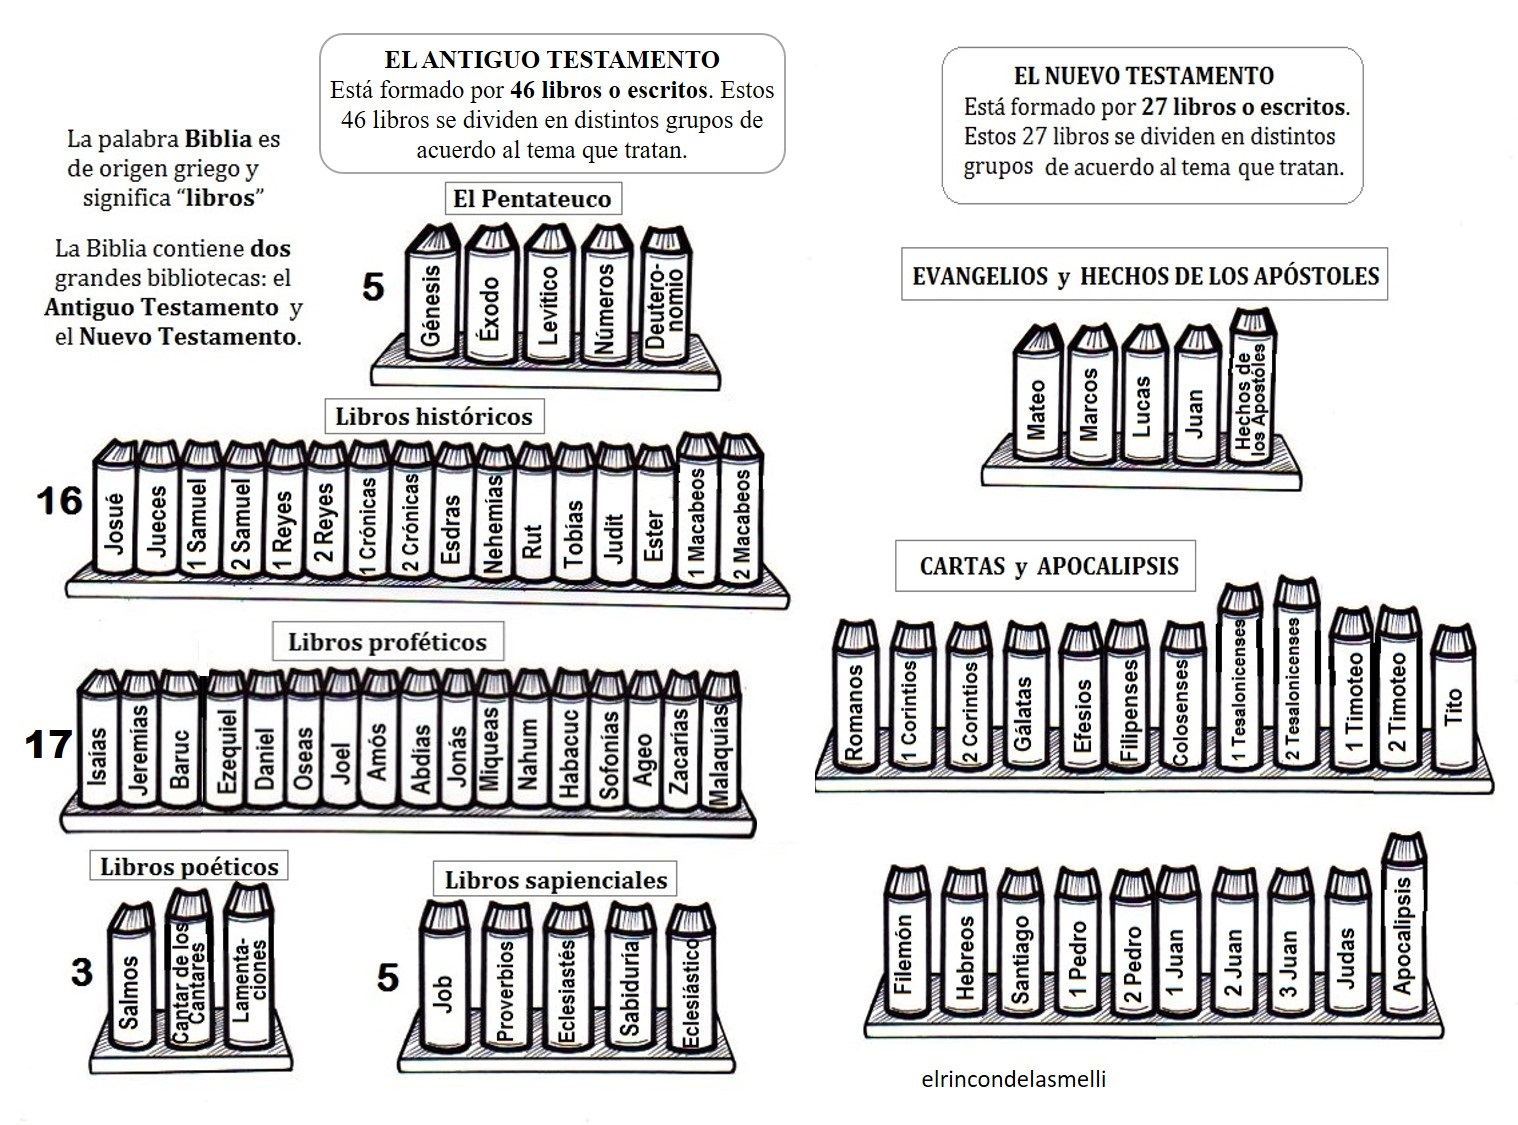 La palabra Biblia es
de origen griego y
significa “libros”
La Biblia contiene dos
grandes bibliotecas: el
Antiguo Testamento y
el Nuevo Testamento.
EL ANTIGUO TESTAMENTO
Está formado por 46 libros o escritos. Estos
46 libros se dividen en distintos grupos de
acuerdo al tema que tratan.
El Pentateuco
5
Génesis
Éxodo
Levítico
Números
Deutero-
nomio
Libros históricos
16
Josué
Jueces
1 Samuel
2 Samuel
1 Reyes
2 Reyes
1 Crónicas
2 Crónicas
Esdras
Nehemías
Rut
Tobías
Judit
Ester
1 Macabeos
2 Macabeos
Libros proféticos
17
Isaías
Jeremías
Baruc
Ezequiel
Daniel
Oseas
Joel
Amós
Abdías
Jonás
Miqueas
Nahum
Habacuc
Sofonías
Ageo
Zacarías
Malaquías
Libros poéticos
3
Salmos
Cantar de los
Cantares
Lamenta-
ciones
Libros sapienciales
5
Job
Proverbios
Eclesiastés
Sabiduría
Eclesiástico
EL NUEVO TESTAMENTO
Está formado por 27 libros o escritos.
Estos 27 libros se dividen en distintos
grupos de acuerdo al tema que tratan.
EVANGELIOS y HECHOS DE LOS APÓSTOLES
Mateo
Marcos
Lucas
Juan
Hechos de
los Apostóles
CARTAS y APOCALIPSIS
Romanos
1 Corintios
2 Corintios
Gálatas
Efesios
Filipenses
Colosenses
1 Tesalonicenses
2 Tesalonicenses
1 Timoteo
2 Timoteo
Tito
Filemón
Hebreos
Santiago
1 Pedro
2 Pedro
1 Juan
2 Juan
3 Juan
Judas
Apocalipsis
elrincondelasmelli